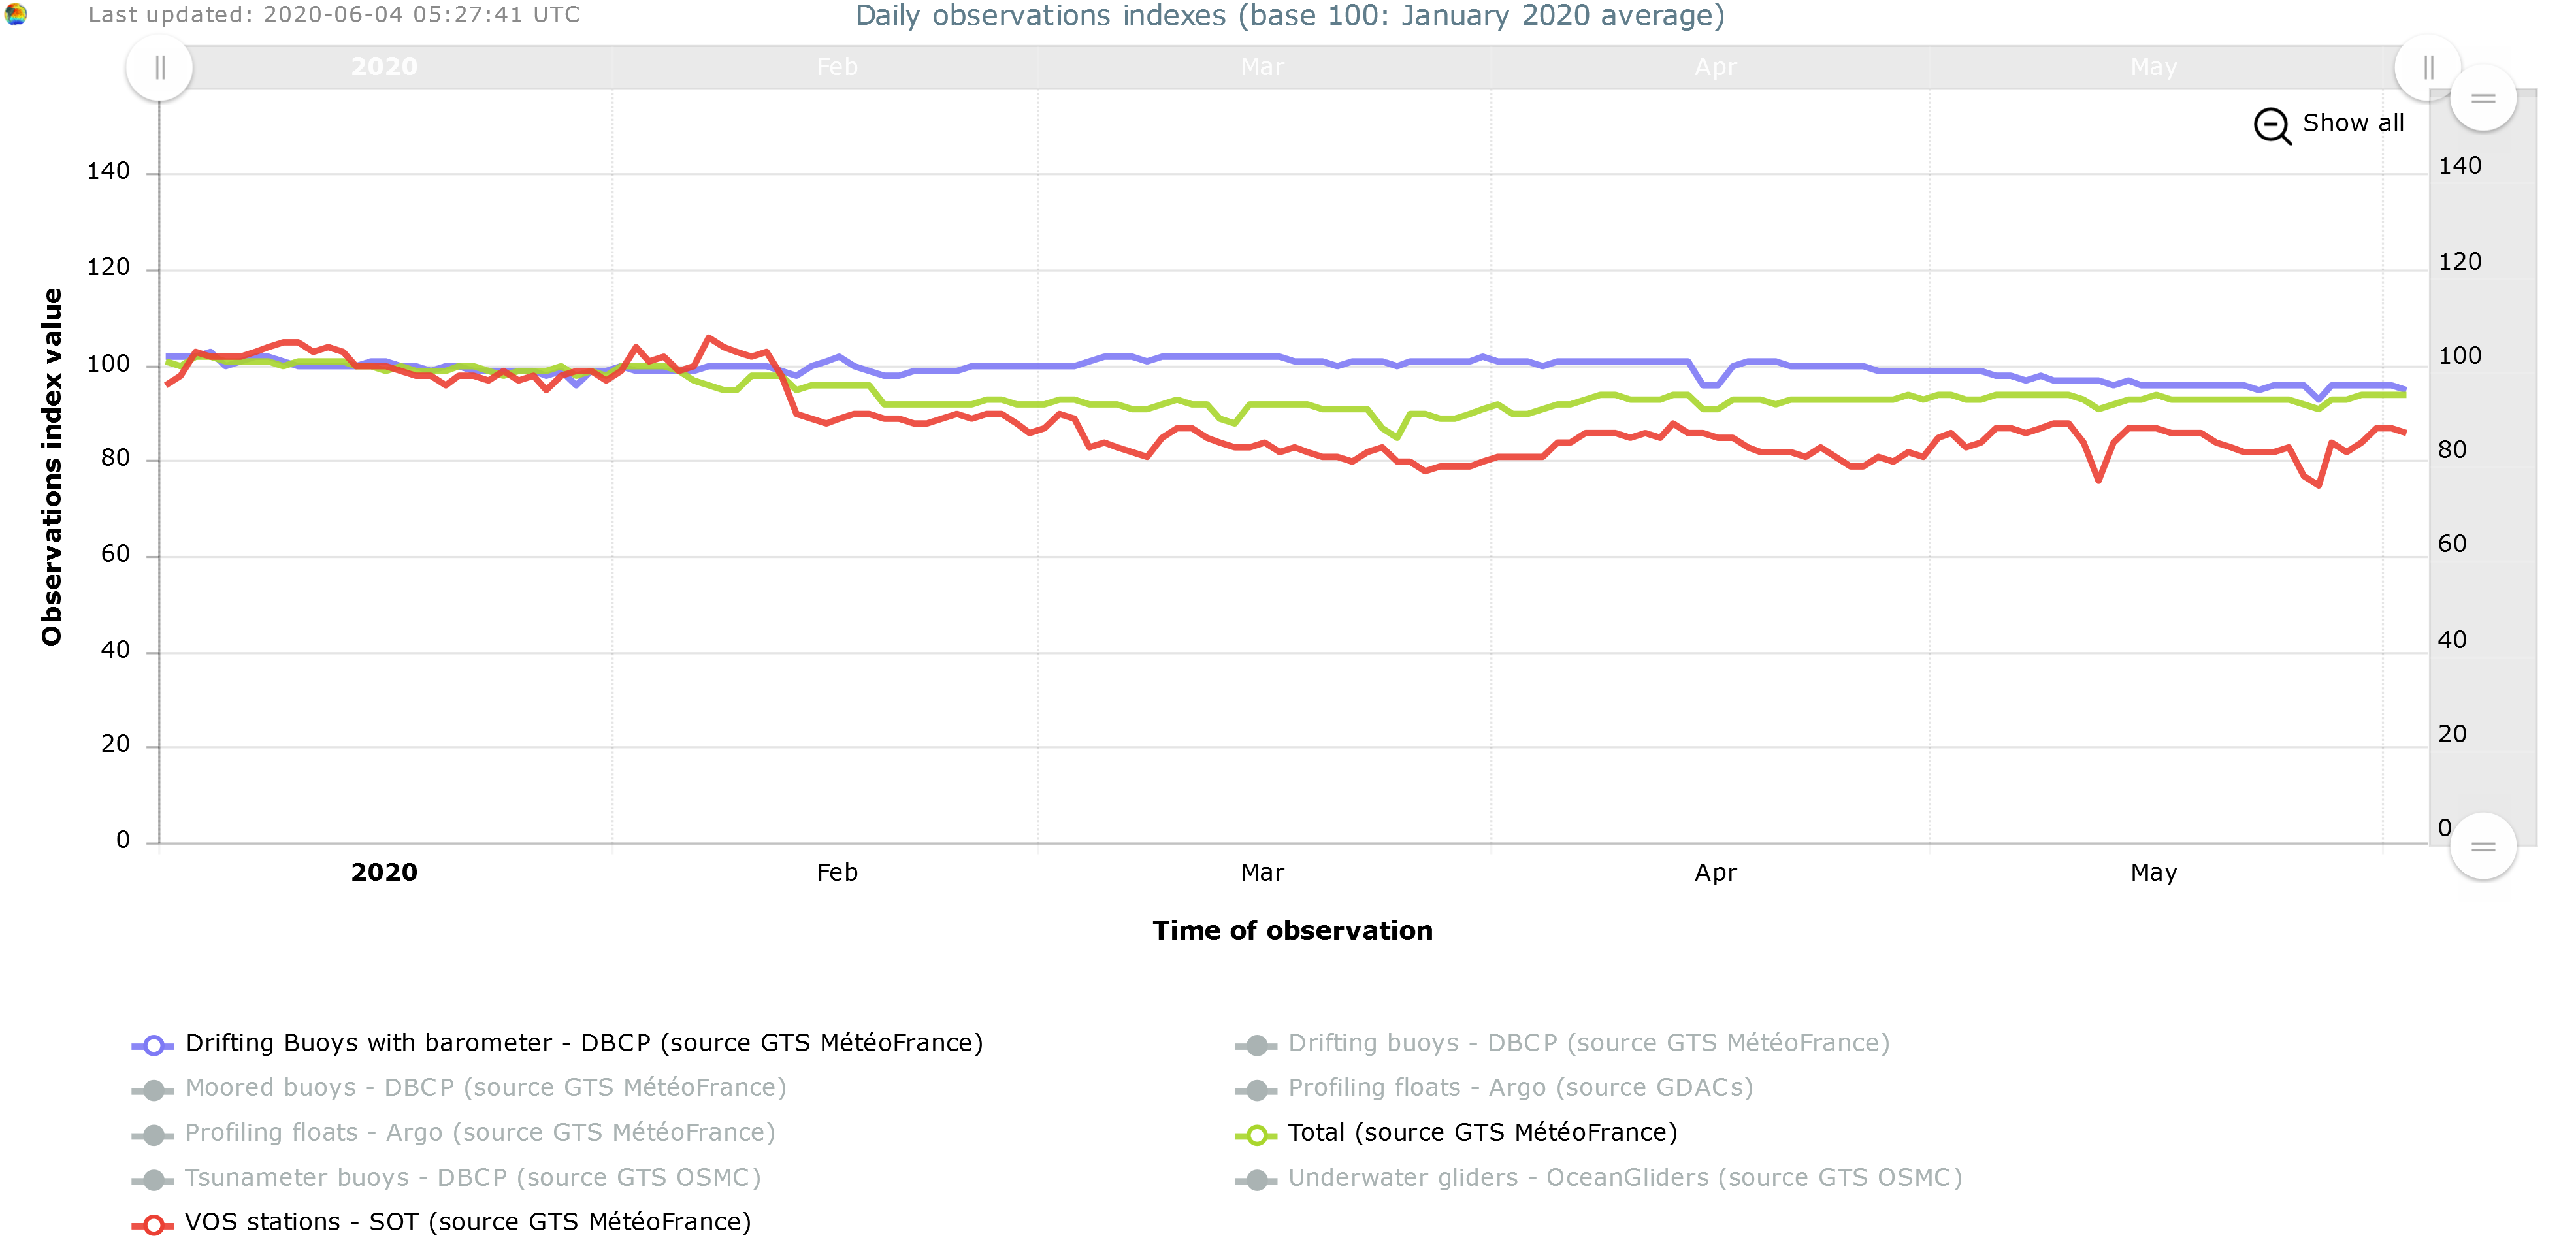 Last updated: 2020-06-04 05:27:41 UTC
Daily observations indexes (base 100: January 2020 average)
2020 Feb Mar Apr May
Show all
140 140
120 120
100 100
80 80
60 60
40 40
20 20
0 0
Observations index value
2020 Feb Mar Apr May
Time of observation
Drifting Buoys with barometer - DBCP (source GTS MétéoFrance)
Drifting buoys - DBCP (source GTS MétéoFrance)
Moored buoys - DBCP (source GTS MétéoFrance)
Profiling floats - Argo (source GDACs)
Profiling floats - Argo (source GTS MétéoFrance)
Total (source GTS MétéoFrance)
Tsunameter buoys - DBCP (source GTS OSMC)
Underwater gliders - OceanGliders (source GTS OSMC)
VOS stations - SOT (source GTS MétéoFrance)